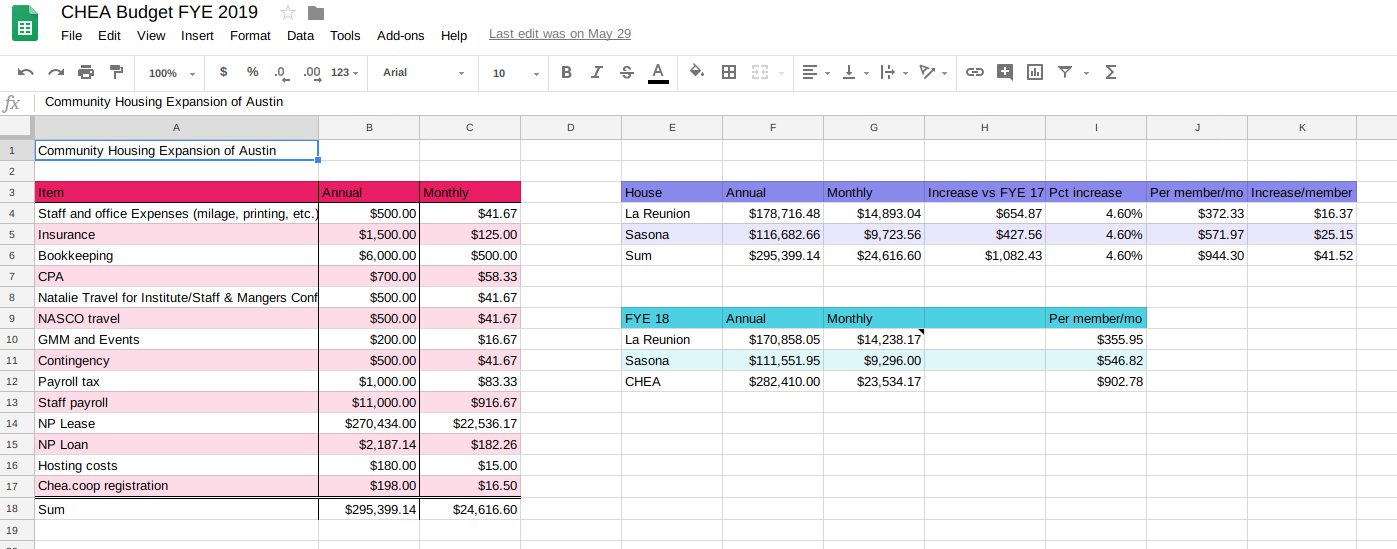 CHEA Budget FYE 2019
File Edit View Insert Format Data Tools Add-ons Help Last edit was on May 29
100% $ % .0 .00 123 Arial 10 B I S A Σ
fx Community Housing Expansion of Austin
A B C D E F G H I J K
1 Community Housing Expansion of Austin
2
3 Item Annual Monthly House Annual Monthly Increase vs FYE 17 Pct increase Per member/mo Increase/member
4 Staff and office Expenses (milage, printing, etc.) $500.00 $41.67 La Reunion $178,716.48 $14,893.04 $654.87 4.60% $372.33 $16.37
5 Insurance $1,500.00 $125.00 Sasona $116,682.66 $9,723.56 $427.56 4.60% $571.97 $25.15
6 Bookkeeping $6,000.00 $500.00 Sum $295,399.14 $24,616.60 $1,082.43 4.60% $944.30 $41.52
7 CPA $700.00 $58.33
8 Natalie Travel for Institute/Staff & Mangers Conf $500.00 $41.67
9 NASCO travel $500.00 $41.67 FYE 18 Annual Monthly Per member/mo
10 GMM and Events $200.00 $16.67 La Reunion $170,858.05 $14,238.17 $355.95
11 Contingency $500.00 $41.67 Sasona $111,551.95 $9,296.00 $546.82
12 Payroll tax $1,000.00 $83.33 CHEA $282,410.00 $23,534.17 $902.78
13 Staff payroll $11,000.00 $916.67
14 NP Lease $270,434.00 $22,536.17
15 NP Loan $2,187.14 $182.26
16 Hosting costs $180.00 $15.00
17 Chea.coop registration $198.00 $16.50
18 Sum $295,399.14 $24,616.60
19